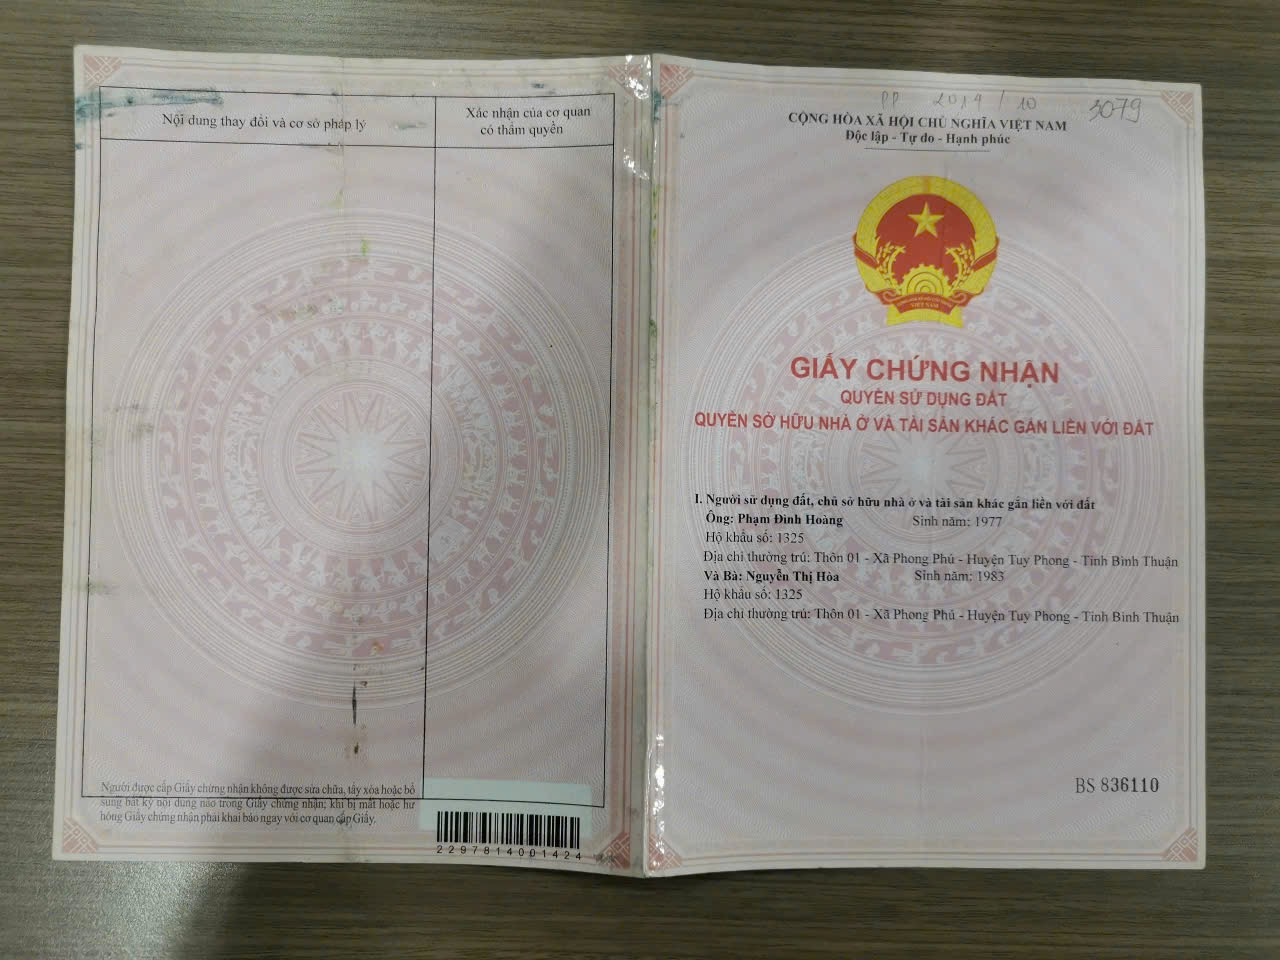 Nội dung thay đổi và cơ sở pháp lý
Xác nhận của cơ quan
có thẩm quyền
Người được cấp Giấy chứng nhận không được sửa chữa, tẩy xóa hoặc bổ
sung bất kỳ nội dung nào trong Giấy chứng nhận; khi bị mất hoặc hư
hỏng Giấy chứng nhận phải khai báo ngay với cơ quan cấp Giấy.
2297814001424
PP 2014/10
3079
CỘNG HÒA XÃ HỘI CHỦ NGHĨA VIỆT NAM
Độc lập - Tự do - Hạnh phúc
VIỆT NAM
GIẤY CHỨNG NHẬN
QUYỀN SỬ DỤNG ĐẤT
QUYỀN SỞ HỮU NHÀ Ở VÀ TÀI SẢN KHÁC GẮN LIỀN VỚI ĐẤT
I. Người sử dụng đất, chủ sở hữu nhà ở và tài sản khác gắn liền với đất
Ông: Phạm Đình Hoàng Sinh năm: 1977
Hộ khẩu số: 1325
Địa chỉ thường trú: Thôn 01 - Xã Phong Phú - Huyện Tuy Phong - Tỉnh Bình Thuận
Và Bà: Nguyễn Thị Hòa Sinh năm: 1983
Hộ khẩu số: 1325
Địa chỉ thường trú: Thôn 01 - Xã Phong Phú - Huyện Tuy Phong - Tỉnh Bình Thuận
BS 836110